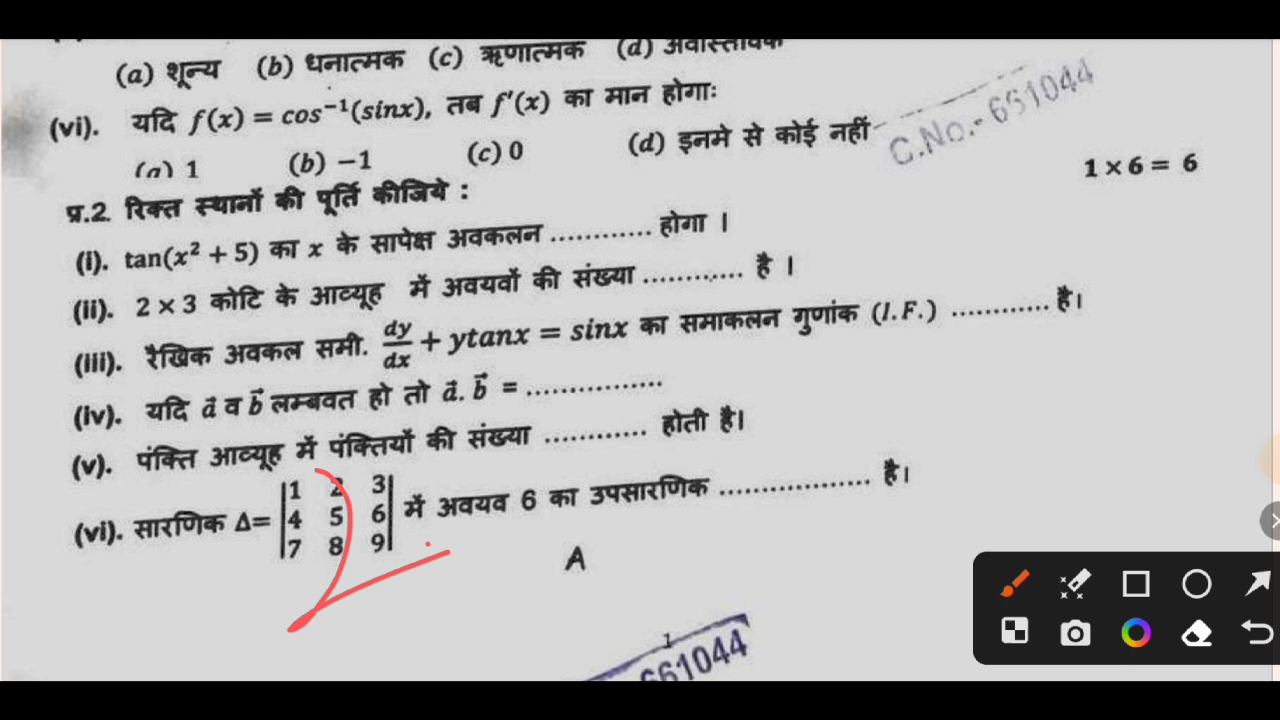 (a) शून्य (b) धनात्मक (c) ऋणात्मक (d) अवास्तविक
(vi). यदि f(x) = cos⁻¹(sinx), तब f′(x) का मान होगाः
(a) 1 (b) −1 (c) 0 (d) इनमे से कोई नहीं
C.No.- 651044
प्र.2. रिक्त स्थानों की पूर्ति कीजिये : 1 × 6 = 6
(i). tan(x² + 5) का x के सापेक्ष अवकलन ............ होगा ।
(ii). 2 × 3 कोटि के आव्यूह में अवयवों की संख्या ............ है ।
(iii). रैखिक अवकल समी. dy/dx + ytanx = sinx का समाकलन गुणांक (I.F.) ............ है।
(iv). यदि a⃗ व b⃗ लम्बवत हो तो a⃗. b⃗ = ................
(v). पंक्ति आव्यूह में पंक्तियों की संख्या ............ होती है।
(vi). सारणिक Δ= |1 2 3
4 5 6
7 8 9| में अवयव 6 का उपसारणिक .................. है।
A
1
661044